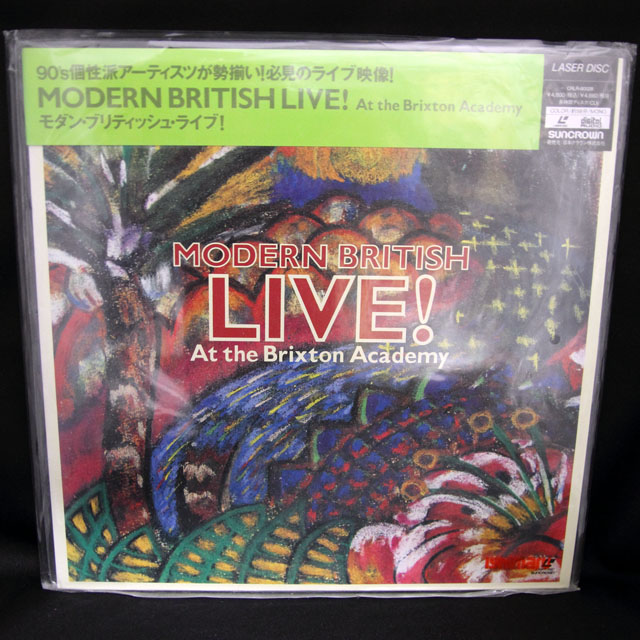 90's個性派アーティスツが勢揃い!必見のライブ映像!
MODERN BRITISH LIVE! At the Brixton Academy
モダン・ブリティッシュ・ライブ!
LASER DISC
digital
SUNCROWN
MODERN BRITISH
LIVE!
At the Brixton Academy